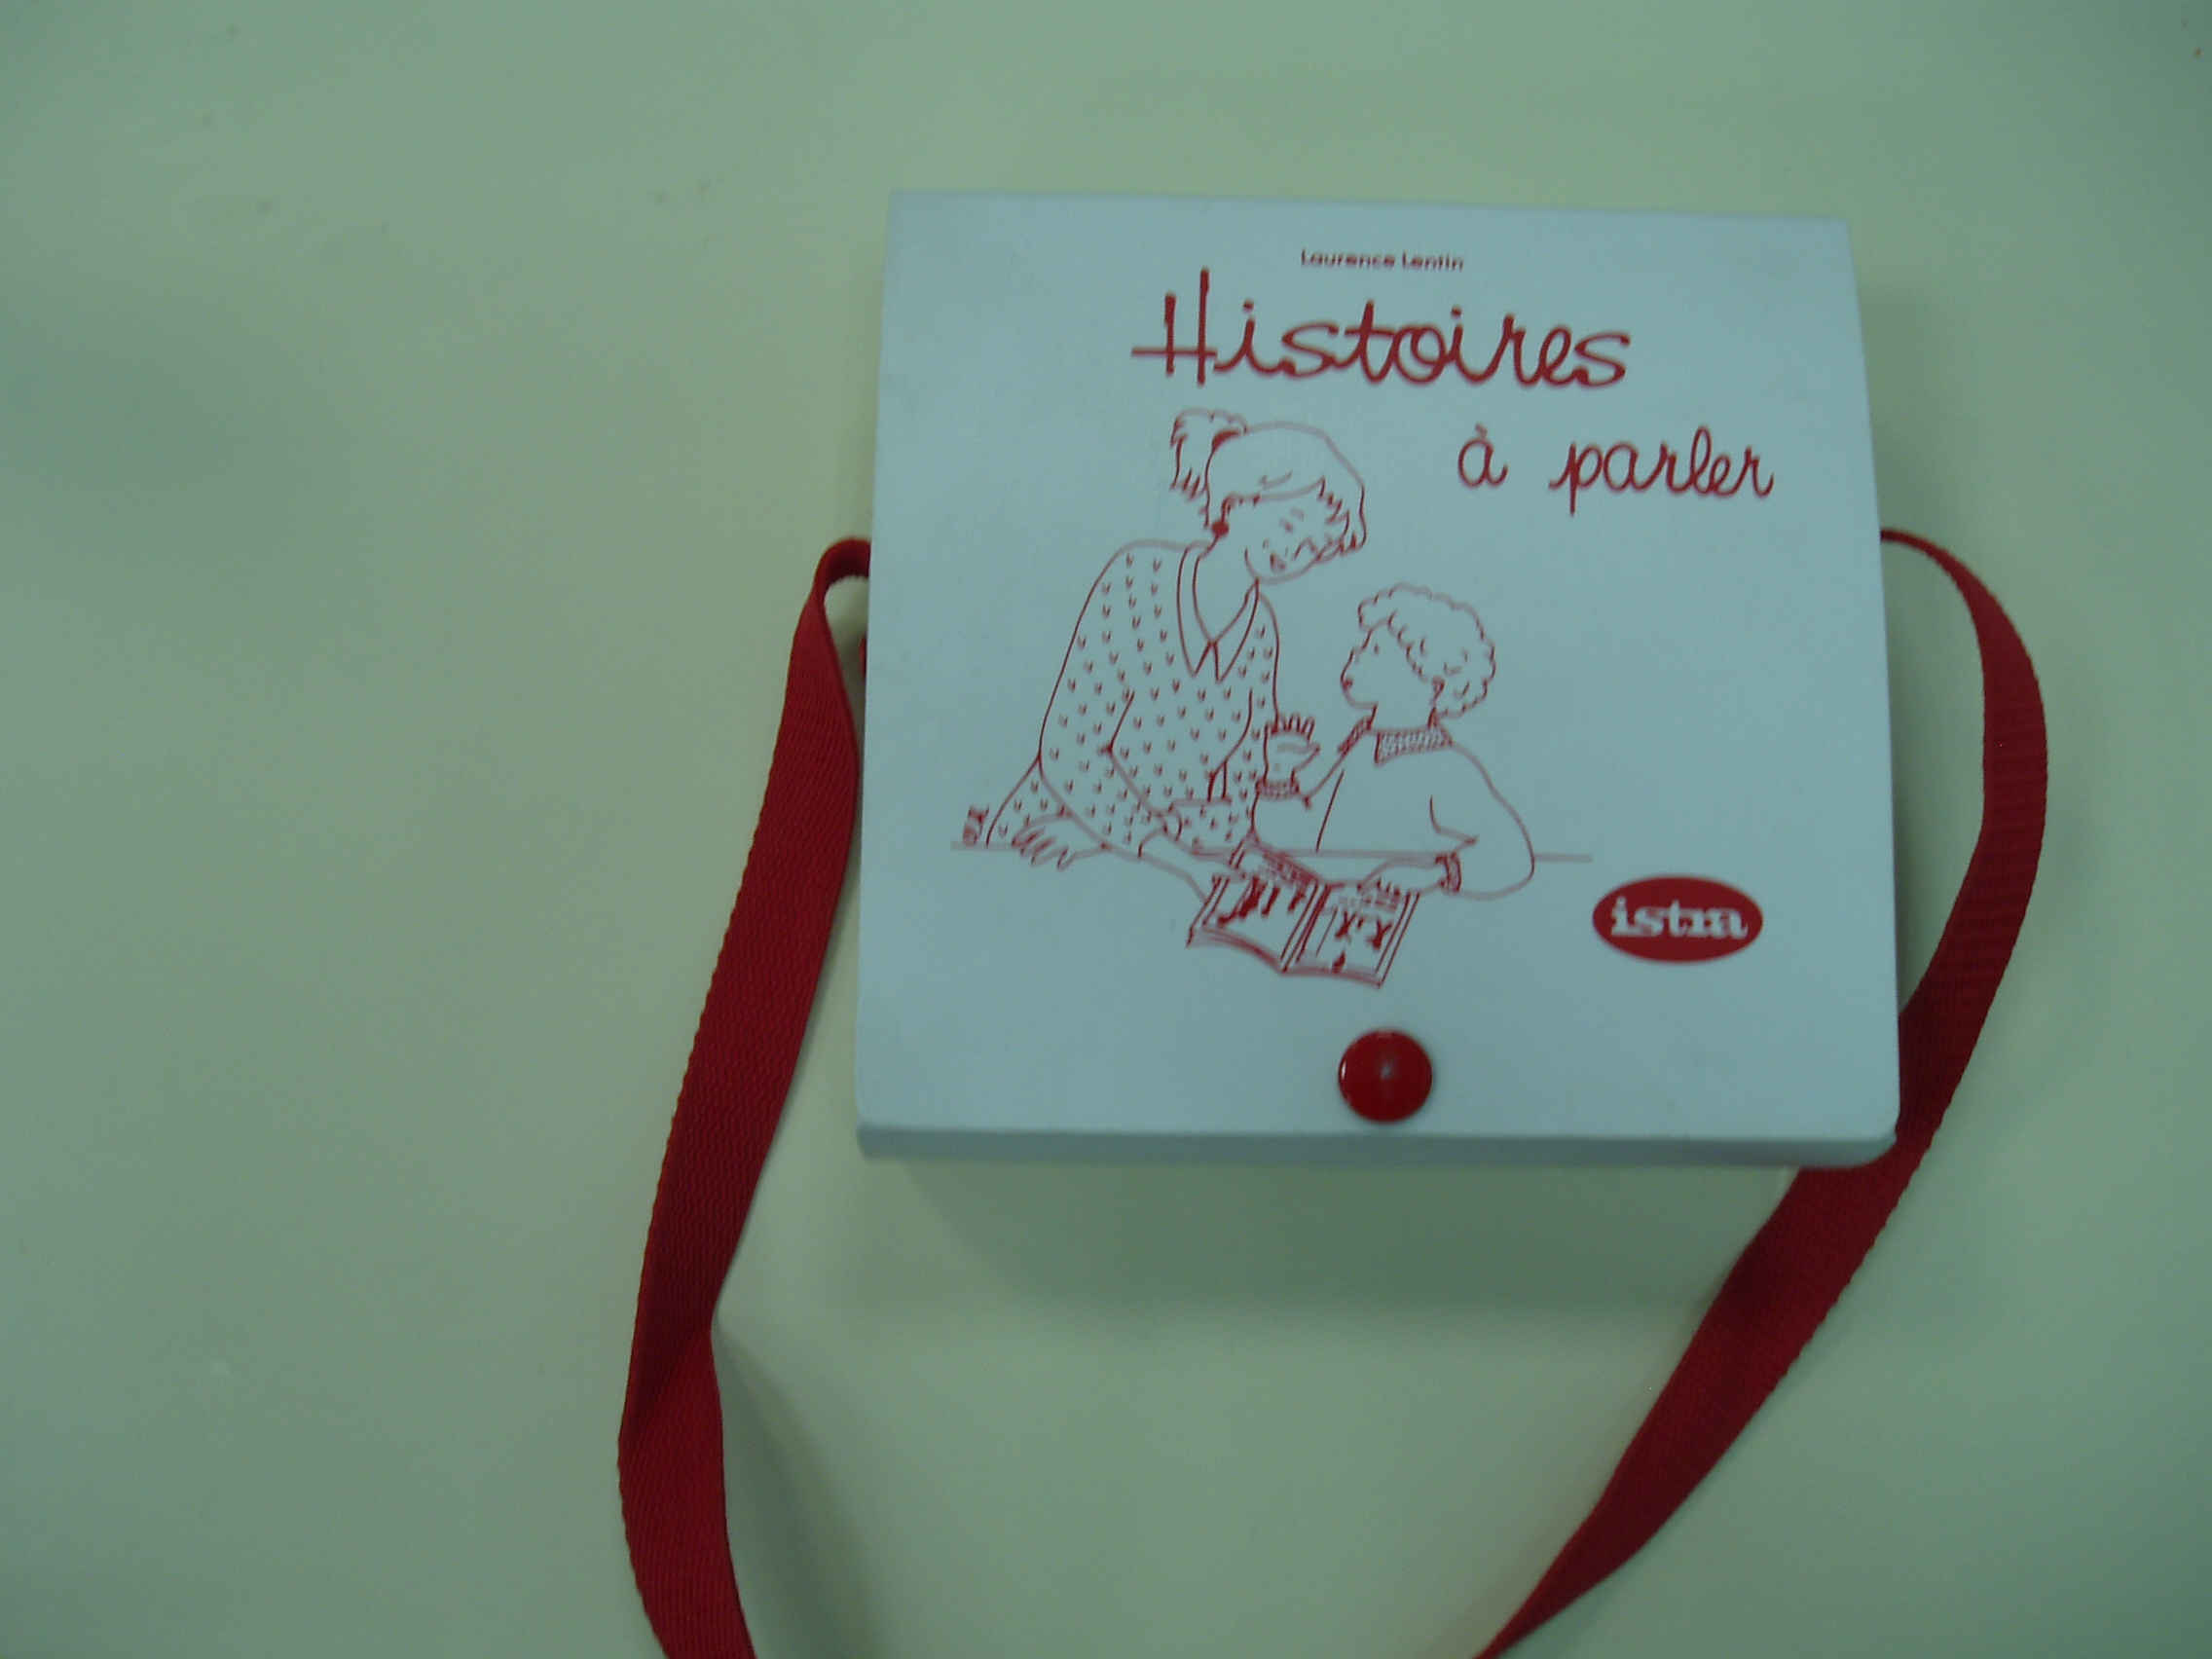 Laurence Lentin
Histoires
à parler
istra